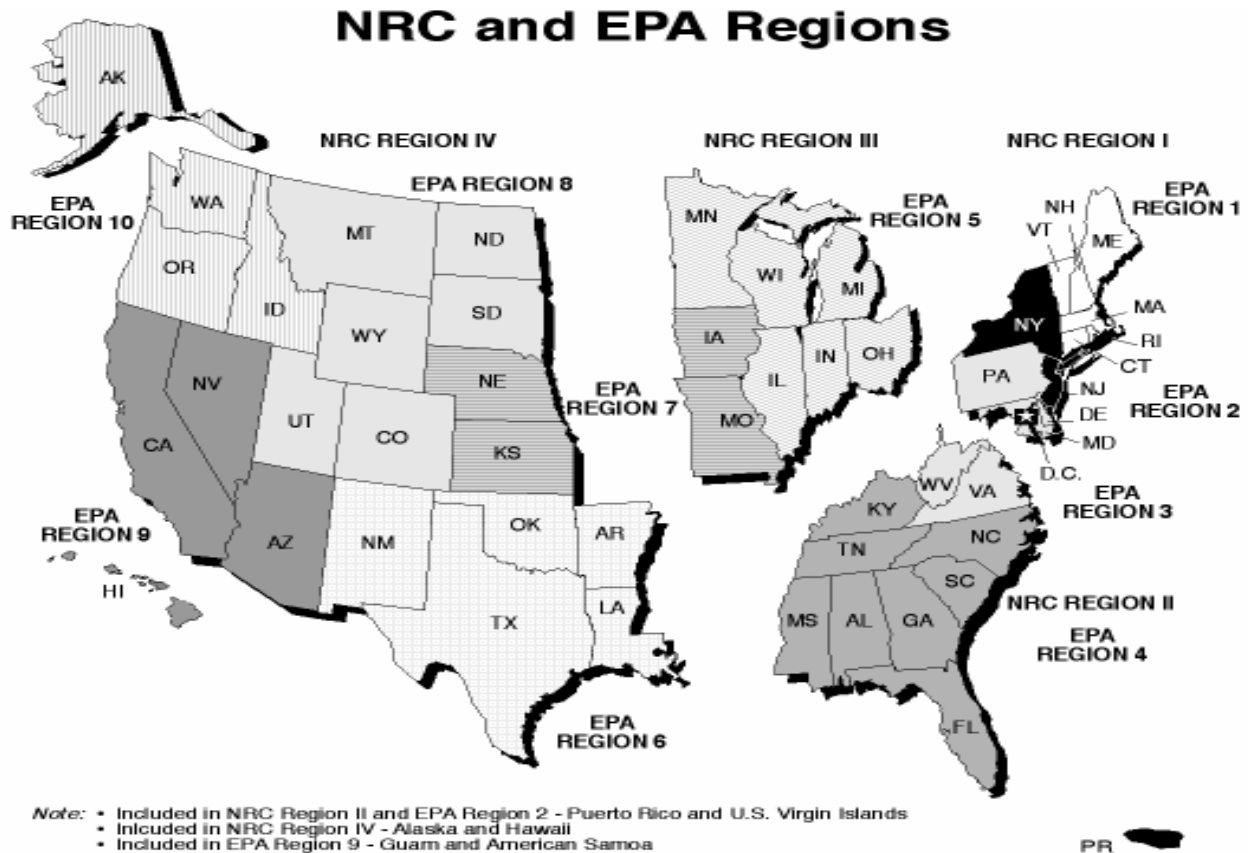 NRC and EPA Regions
AK
NRC REGION IV
NRC REGION III
NRC REGION I
EPA
REGION 10
EPA REGION 8
EPA
REGION 5
EPA
REGION 1
WA
MT
ND
OR
ID
WY
SD
NV
NE
CA
UT
CO
KS
EPA
REGION 7
AZ
NM
OK
AR
TX
LA
EPA
REGION 9
HI
EPA
REGION 6
MN
WI
MI
IA
IL
IN
OH
MO
NH
VT
ME
NY
MA
RI
CT
PA
NJ
DE
MD
D.C.
EPA
REGION 2
WV
VA
EPA
REGION 3
KY
TN
NC
SC
MS
AL
GA
NRC REGION II
EPA
REGION 4
FL
Note: • Included in NRC Region II and EPA Region 2 - Puerto Rico and U.S. Virgin Islands
• Inlcuded in NRC Region IV - Alaska and Hawaii
• Included in EPA Region 9 - Guam and American Samoa
PR